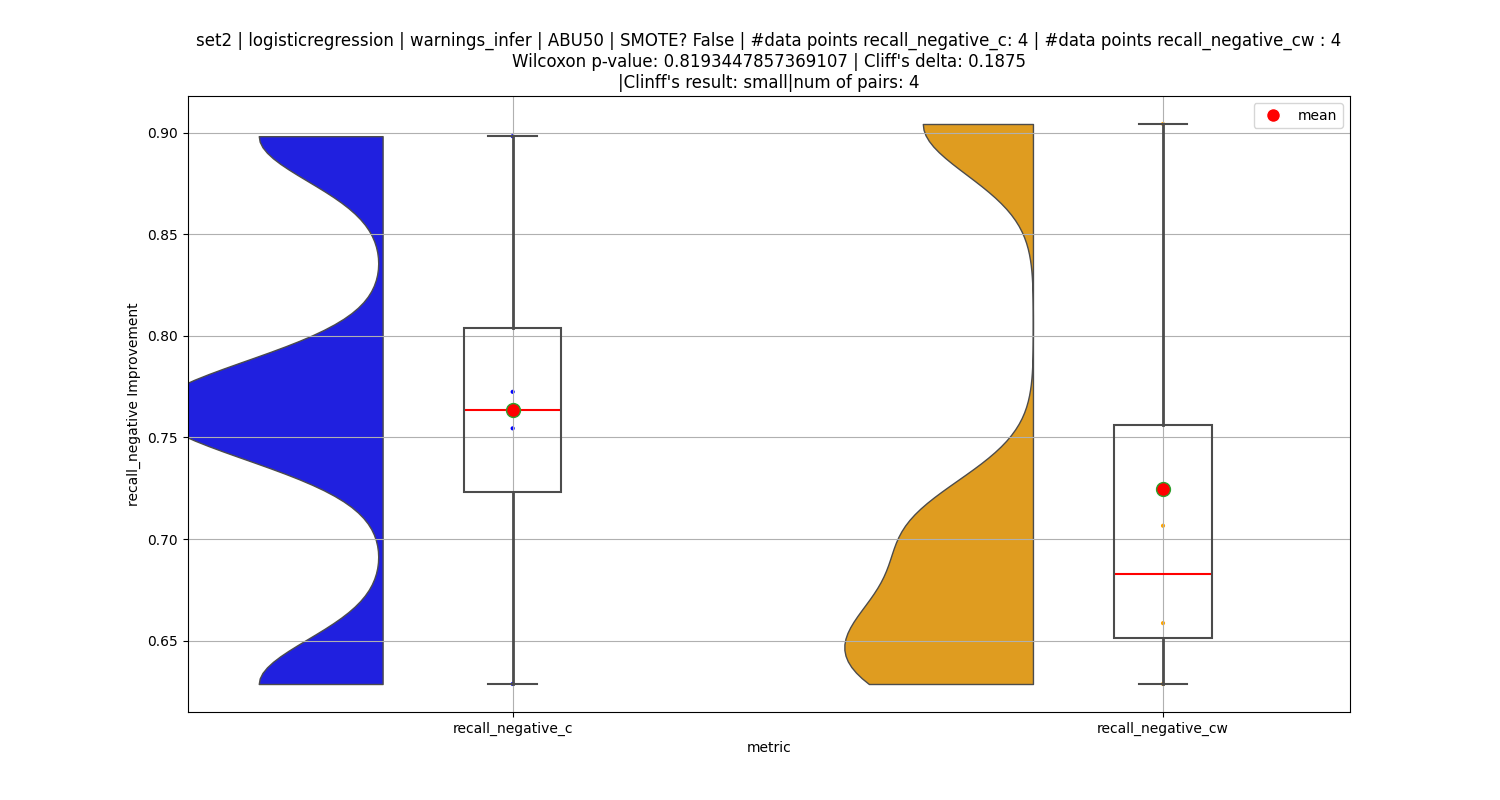 set2 | logisticregression | warnings_infer | ABU50 | SMOTE? False | #data points recall_negative_c: 4 | #data points recall_negative_cw : 4
Wilcoxon p-value: 0.8193447857369107 | Cliff's delta: 0.1875
|Clinff's result: small|num of pairs: 4
mean
0.90
0.85
0.80
0.75
0.70
0.65
recall_negative Improvement
recall_negative_c
recall_negative_cw
metric